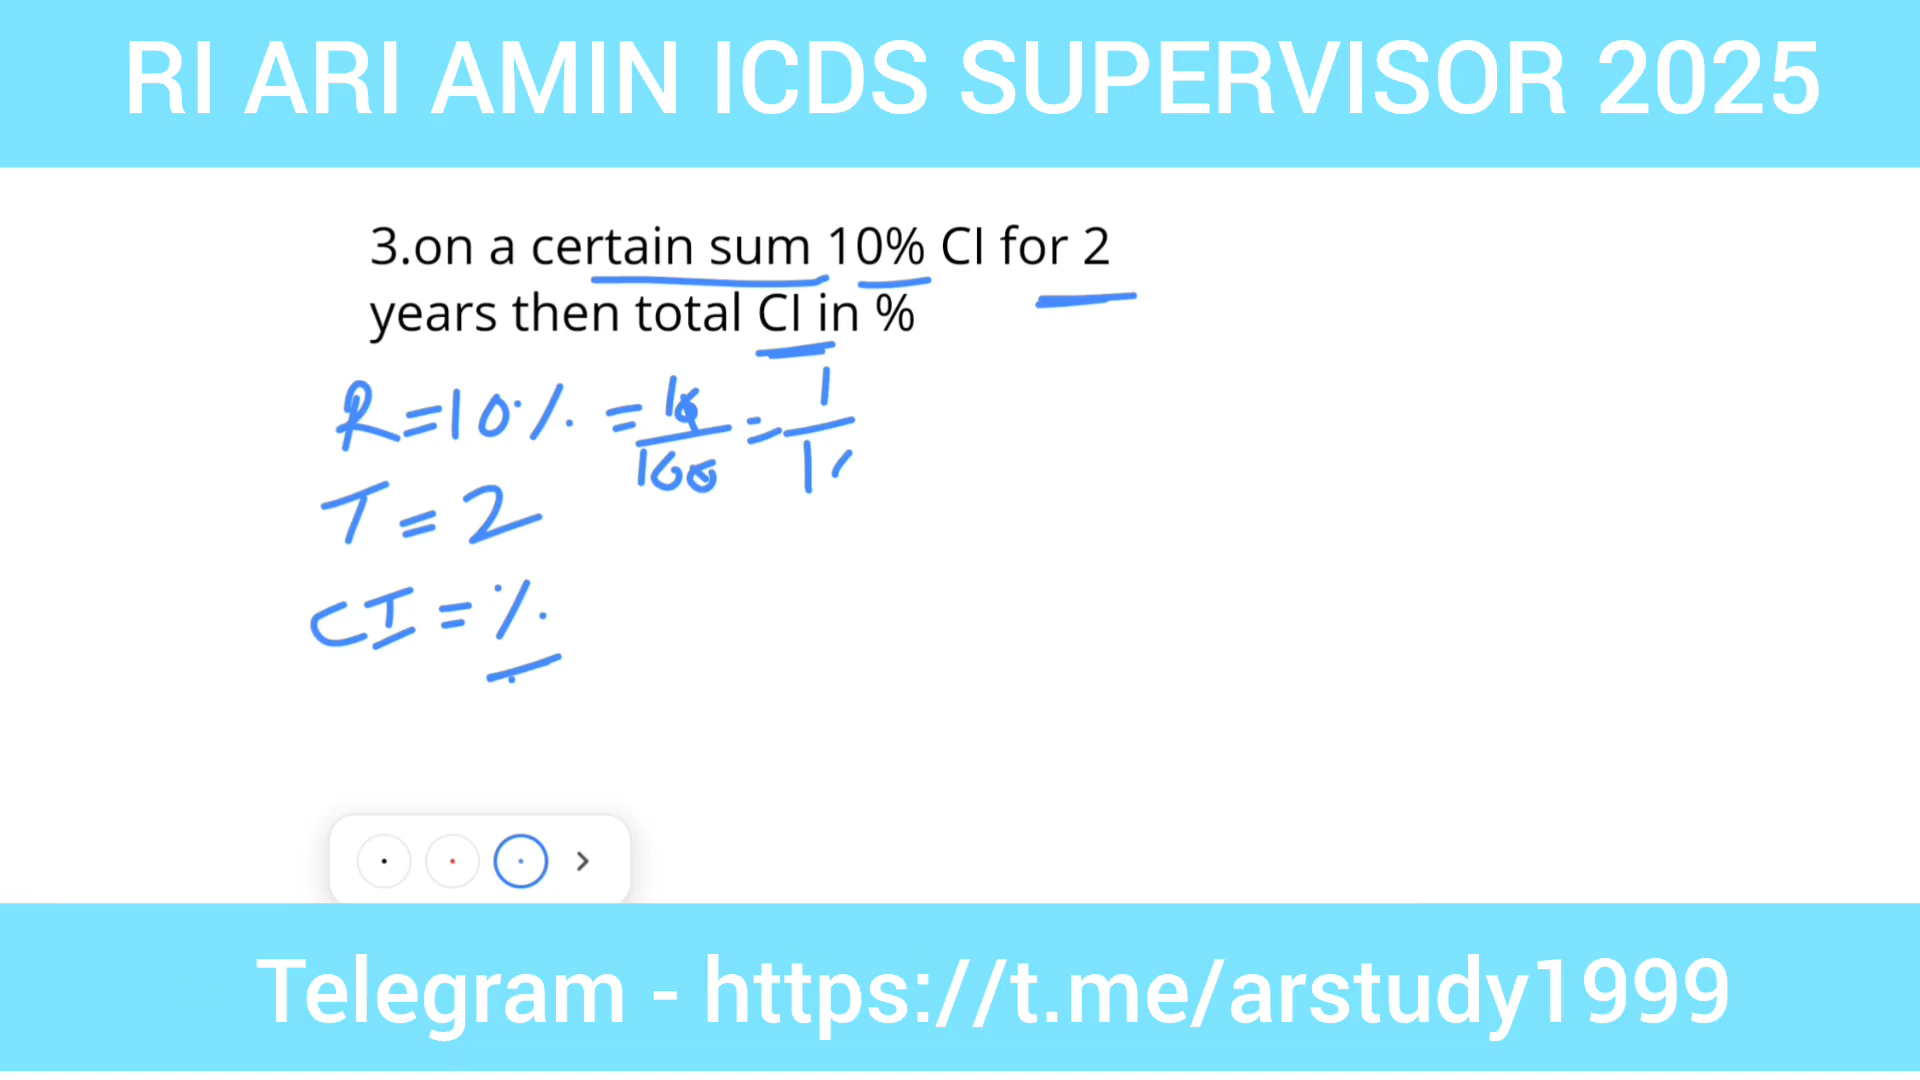 RI ARI AMIN ICDS SUPERVISOR 2025
3.on a certain sum 10% CI for 2
years then total CI in %
R=10% = 10/100 = 1/10
T = 2
CI = %
Telegram - https://t.me/arstudy1999